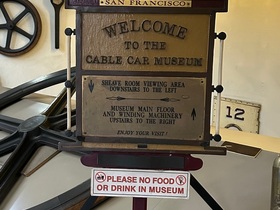 SAN FRANCISCO
WELCOME
TO THE
CABLE CAR MUSEUM
SHEAVE ROOM VIEWING AREA
DOWNSTAIRS TO THE LEFT
MUSEUM MAIN FLOOR
AND WINDING MACHINERY
UPSTAIRS TO THE RIGHT
ENJOY YOUR VISIT!
12
PLEASE NO FOOD
OR DRINK IN MUSEUM